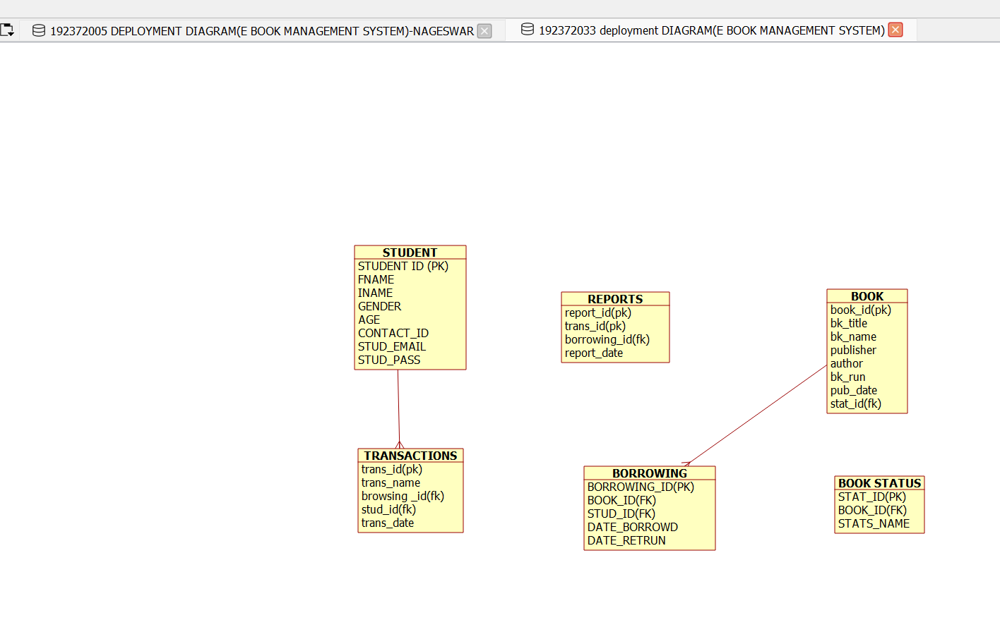 192372005 DEPLOYMENT DIAGRAM(E BOOK MANAGEMENT SYSTEM)-NAGESWAR
192372033 deployment DIAGRAM(E BOOK MANAGEMENT SYSTEM)
STUDENT
STUDENT ID (PK)
FNAME
INAME
GENDER
AGE
CONTACT_ID
STUD_EMAIL
STUD_PASS
REPORTS
report_id(pk)
trans_id(pk)
borrowing_id(fk)
report_date
BOOK
book_id(pk)
bk_title
bk_name
publisher
author
bk_run
pub_date
stat_id(fk)
TRANSACTIONS
trans_id(pk)
trans_name
browsing _id(fk)
stud_id(fk)
trans_date
BORROWING
BORROWING_ID(PK)
BOOK_ID(FK)
STUD_ID(FK)
DATE_BORROWD
DATE_RETRUN
BOOK STATUS
STAT_ID(PK)
BOOK_ID(FK)
STATS_NAME